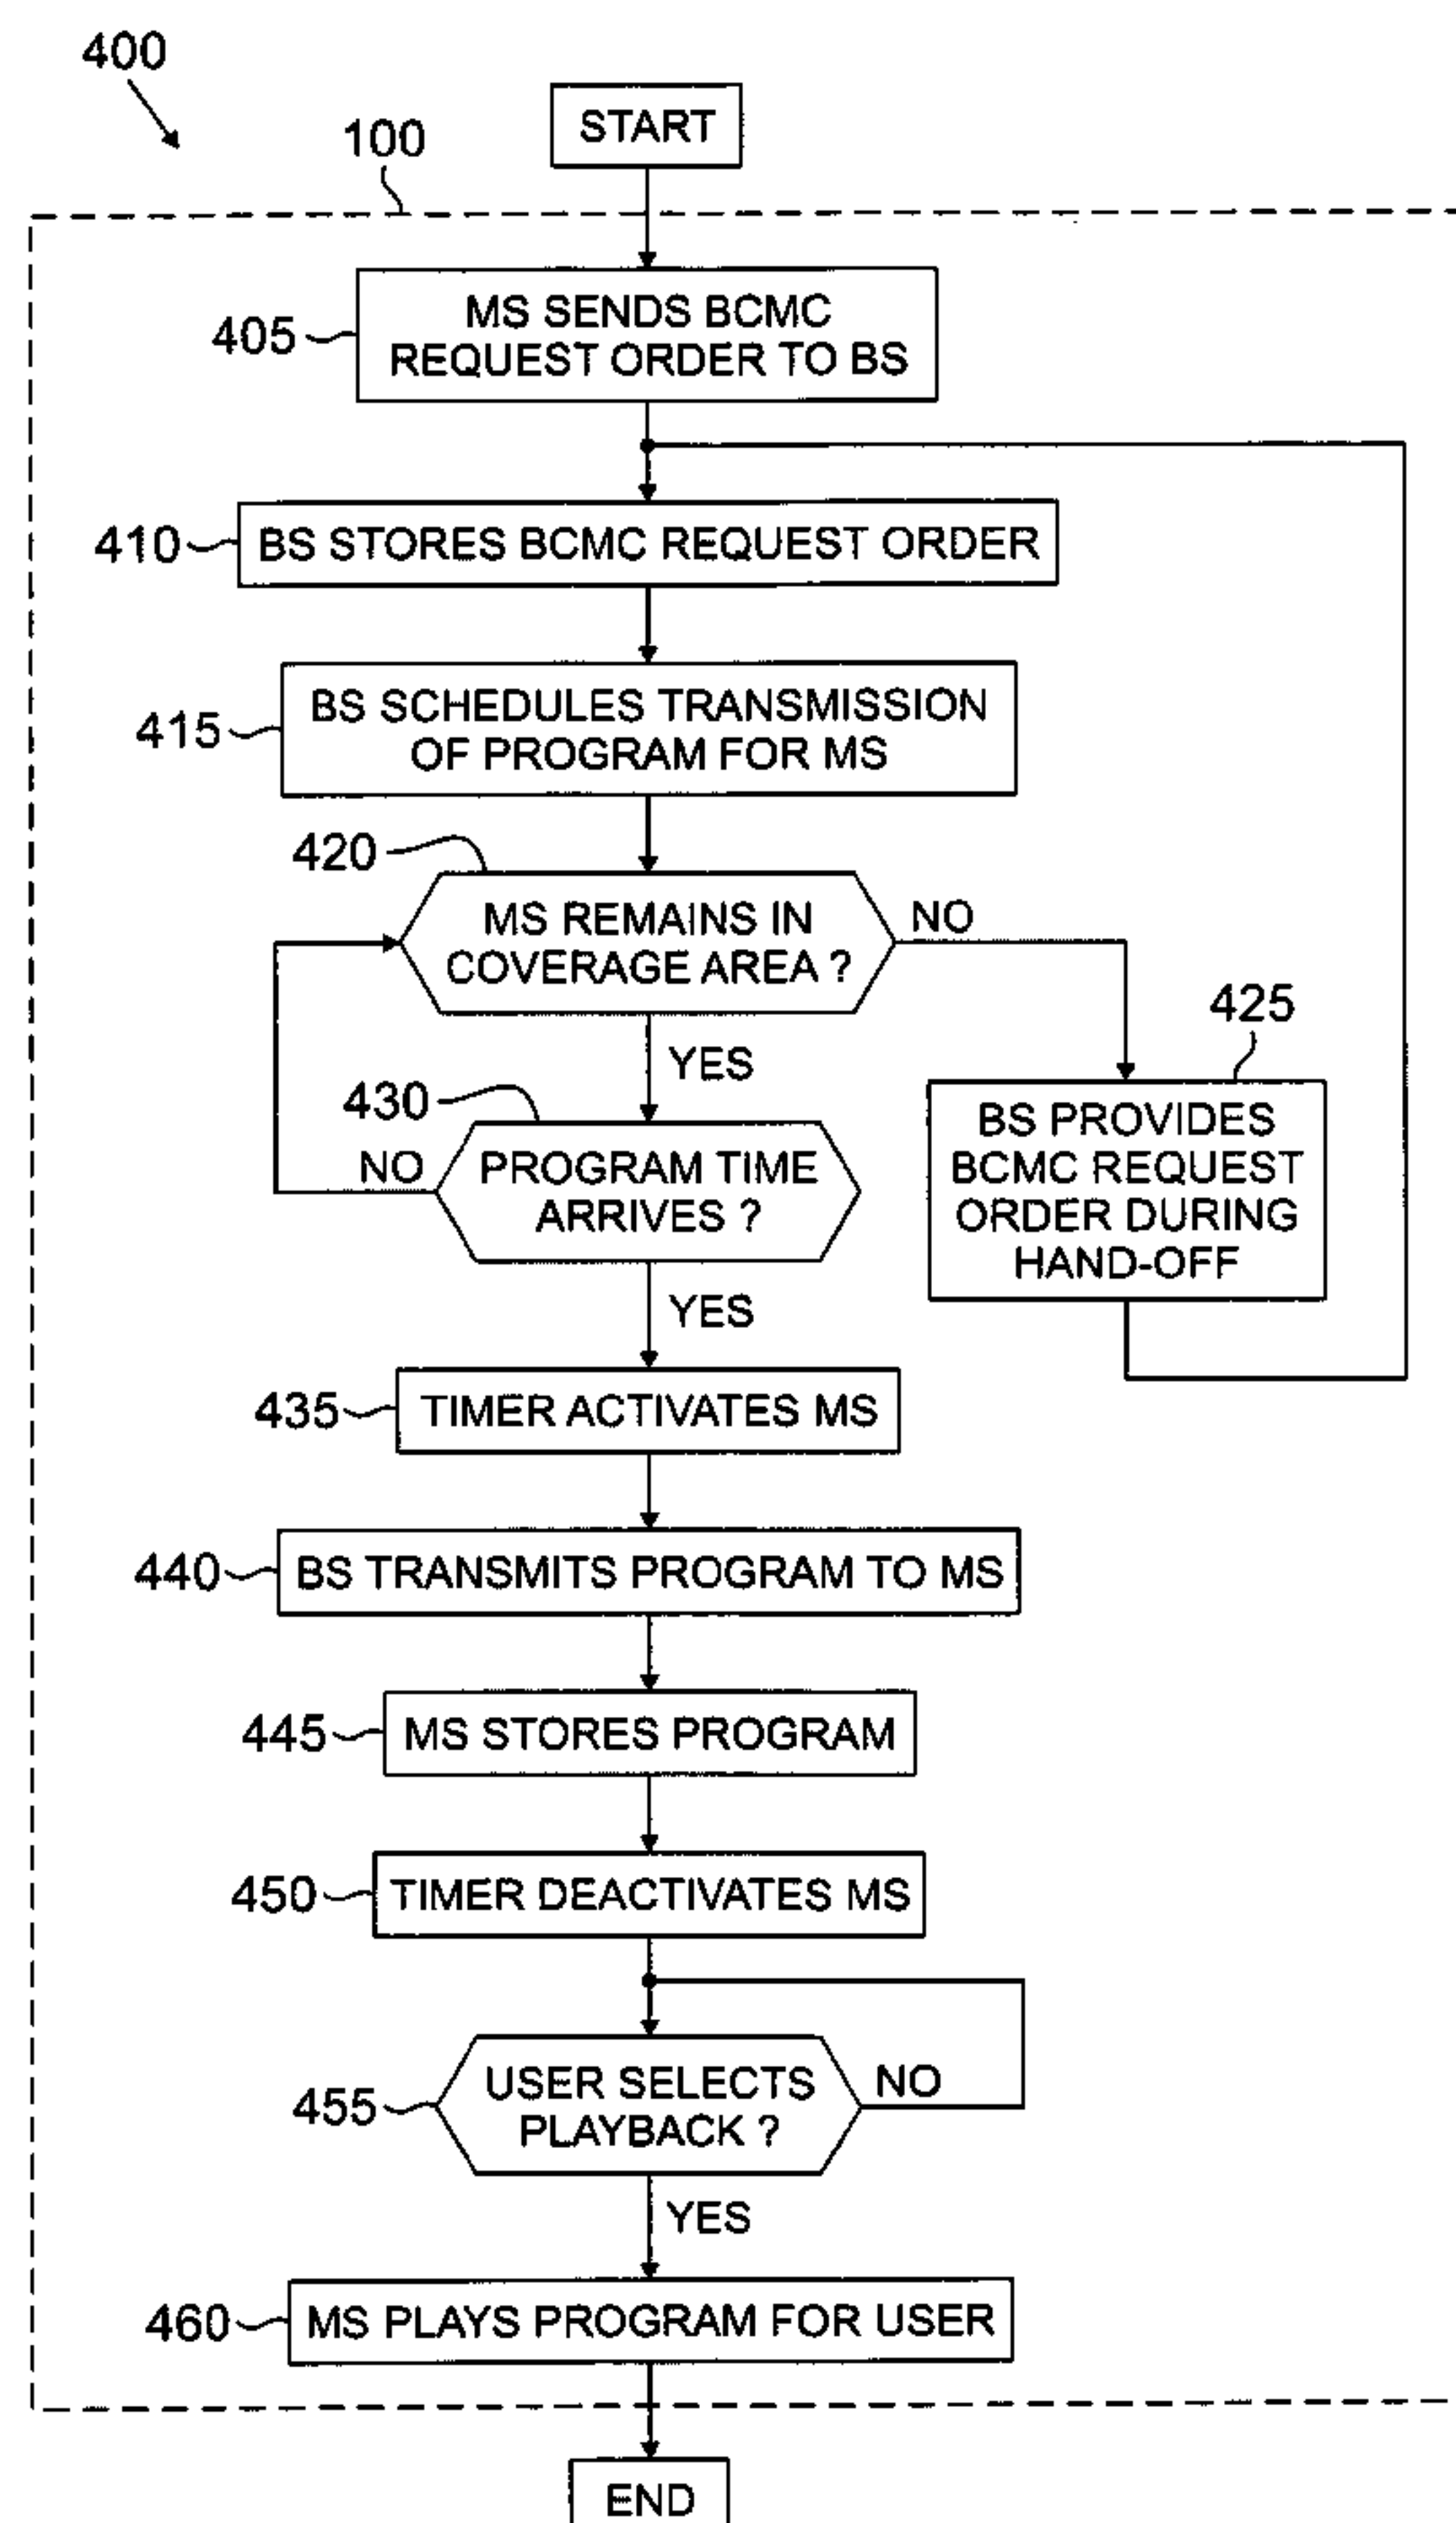 400
100
START
405
MS SENDS BCMC
REQUEST ORDER TO BS
410
BS STORES BCMC REQUEST ORDER
415
BS SCHEDULES TRANSMISSION
OF PROGRAM FOR MS
420
MS REMAINS IN
COVERAGE AREA ?
NO
YES
425
BS PROVIDES
BCMC REQUEST
ORDER DURING
HAND-OFF
430
NO
PROGRAM TIME
ARRIVES ?
YES
435
TIMER ACTIVATES MS
440
BS TRANSMITS PROGRAM TO MS
445
MS STORES PROGRAM
450
TIMER DEACTIVATES MS
455
USER SELECTS
PLAYBACK ?
NO
YES
460
MS PLAYS PROGRAM FOR USER
END